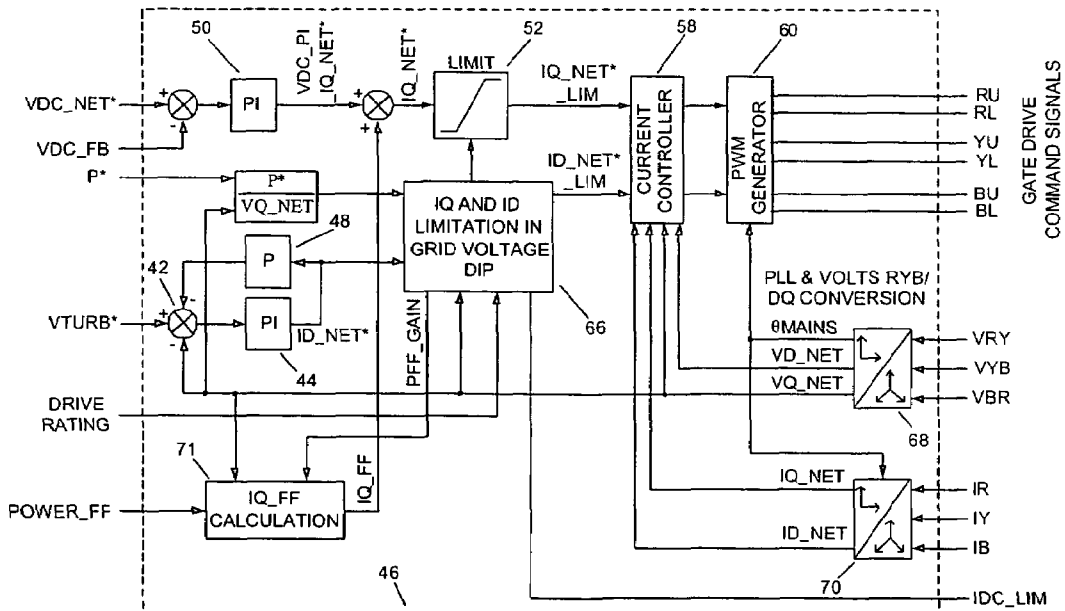 50
52
58
60
VDC_PI
_IQ_NET*
IQ_NET*
LIMIT
VDC_NET*
PI
IQ_NET*
_LIM
RU
RL
VDC_FB
YU
YL
P*
P*
VQ_NET
ID_NET*
_LIM
CURRENT
CONTROLLER
PWM
GENERATOR
BU
BL
GATE DRIVE
COMMAND SIGNALS
IQ AND ID
LIMITATION IN
GRID VOLTAGE
DIP
48
P
42
VTURB*
PI
ID_NET*
44
66
PFF_GAIN
PLL & VOLTS RYB/
DQ CONVERSION
θMAINS
VRY
VD_NET
VYB
VQ_NET
VBR
68
DRIVE
RATING
71
IQ_FF
IQ_FF
CALCULATION
POWER_FF
IQ_NET
IR
IY
ID_NET
IB
70
46
IDC_LIM